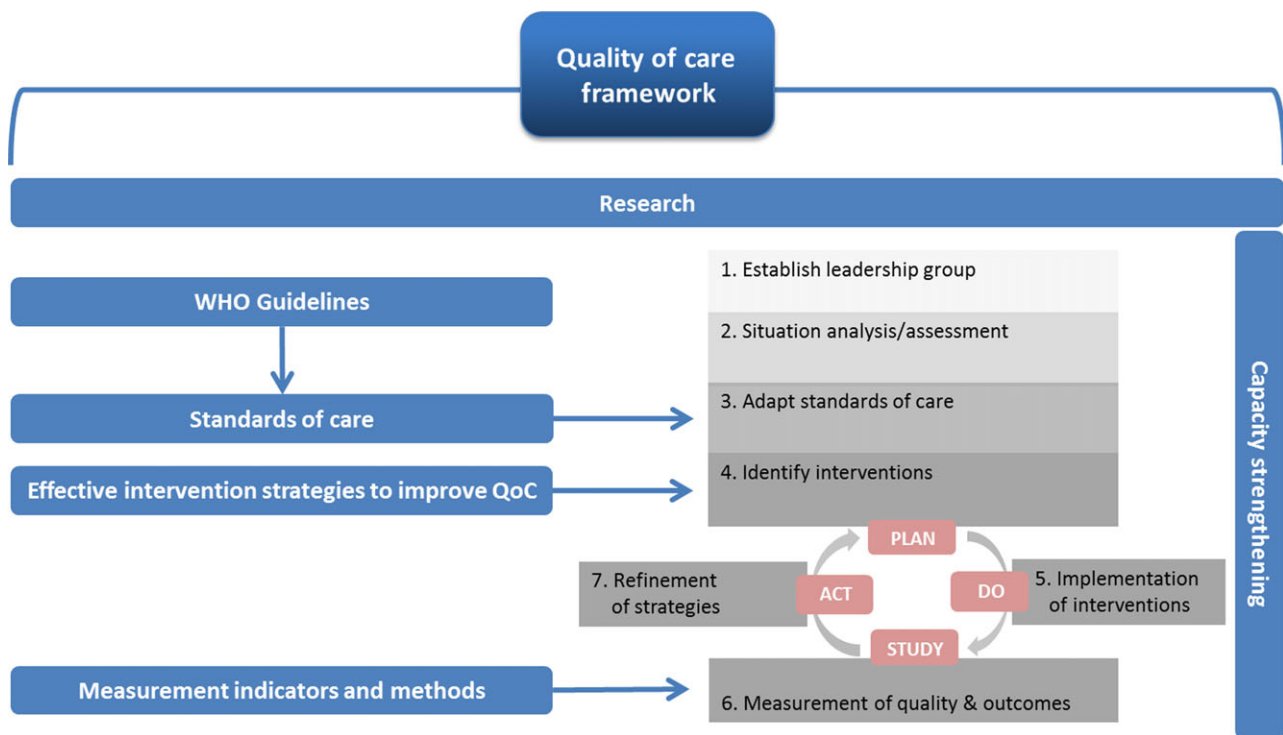 Quality of care
framework
Research
WHO Guidelines
Standards of care
Effective intervention strategies to improve QoC
Measurement indicators and methods
1. Establish leadership group
2. Situation analysis/assessment
3. Adapt standards of care
4. Identify interventions
PLAN
DO
5. Implementation
of interventions
STUDY
6. Measurement of quality & outcomes
ACT
7. Refinement
of strategies
Capacity strengthening